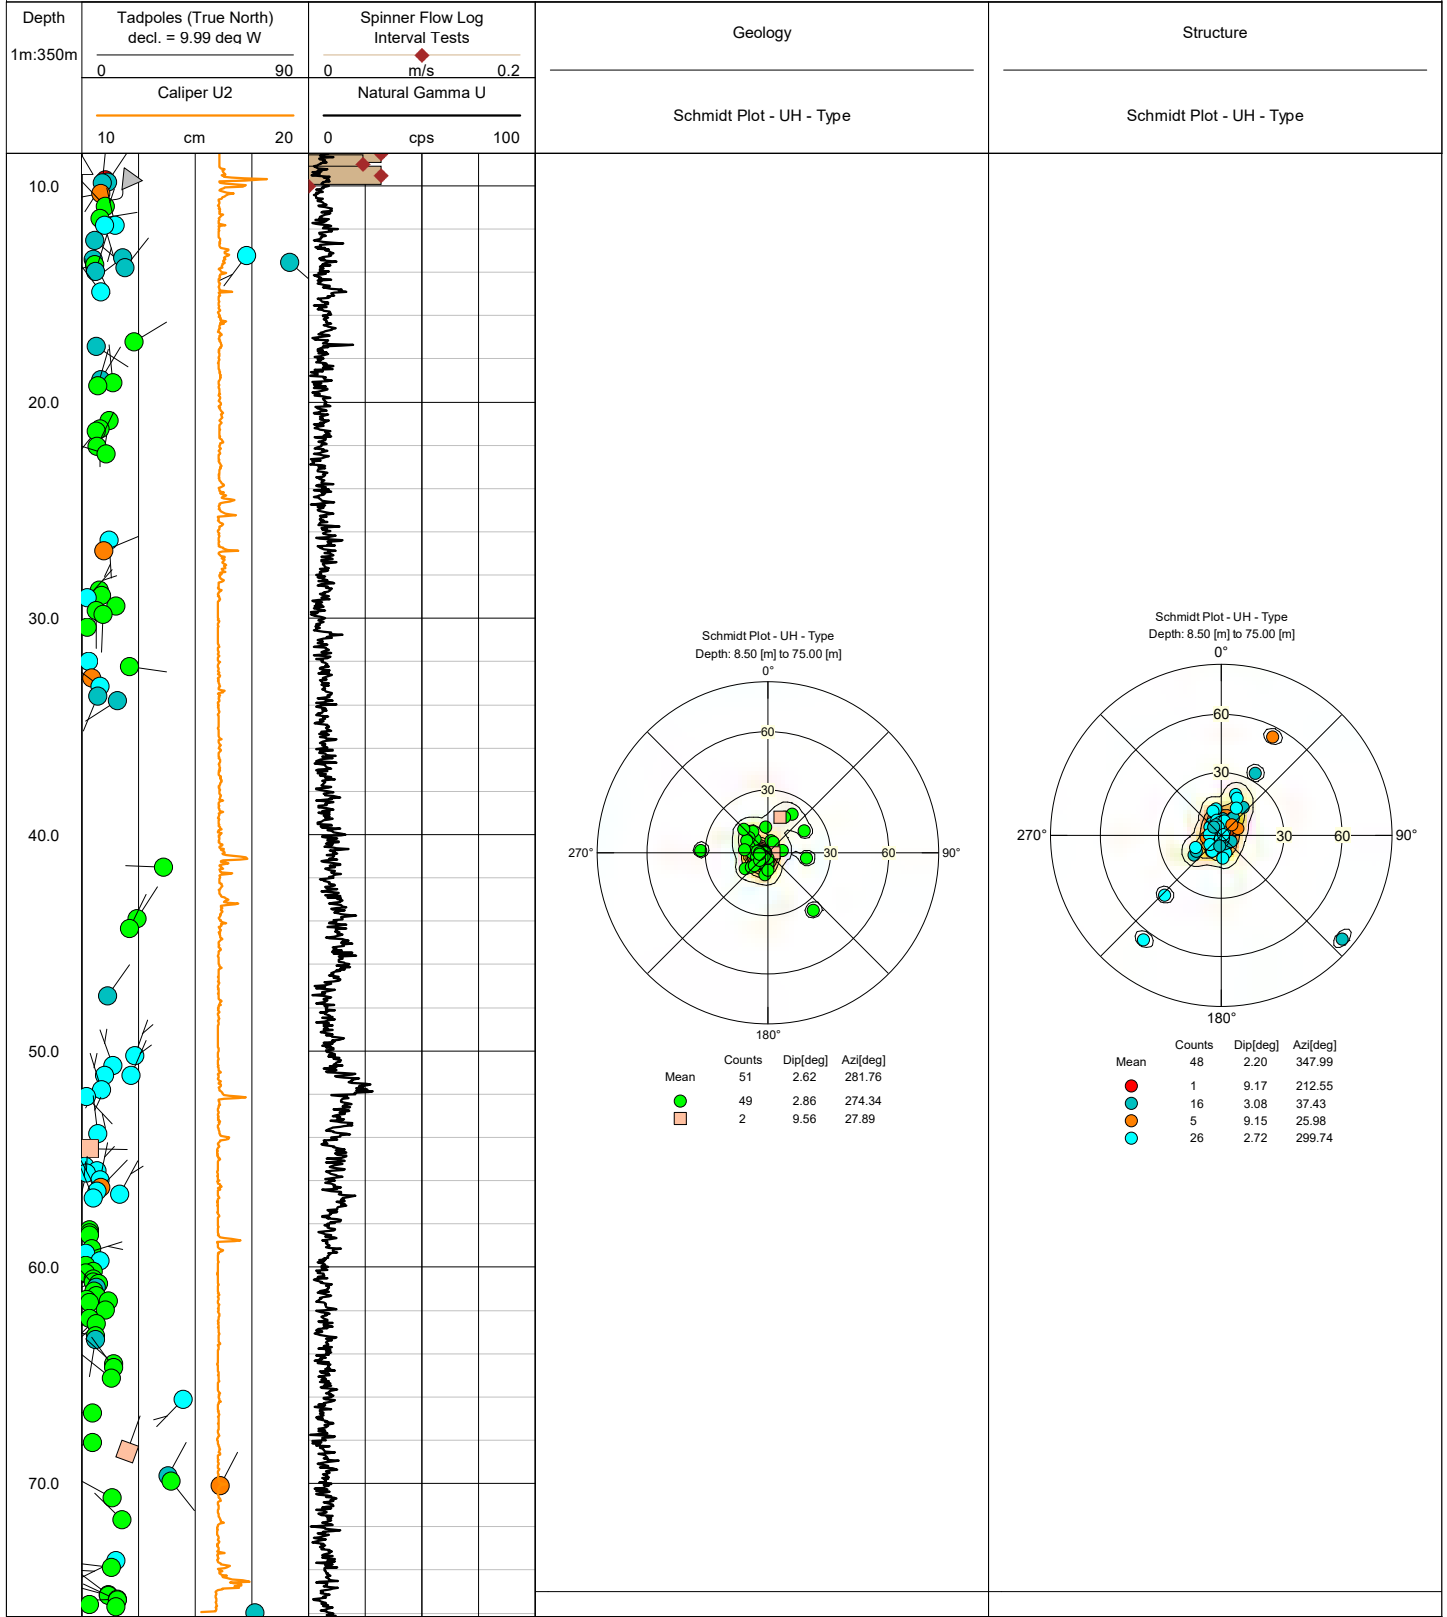 Depth
1m:350m
Tadpoles (True North)
decl. = 9.99 deg W
0 90
Caliper U2
10 cm 20
Spinner Flow Log
Interval Tests
0 m/s 0.2
Natural Gamma U
0 cps 100
Geology
Schmidt Plot - UH - Type
Structure
Schmidt Plot - UH - Type
10.0
20.0
30.0
40.0
50.0
60.0
70.0
Schmidt Plot - UH - Type
Depth: 8.50 [m] to 75.00 [m]
0°
60
30
270° 30 60 90°
180°
Counts Dip[deg] Azi[deg]
Mean 51 2.62 281.76
49 2.86 274.34
2 9.56 27.89
Schmidt Plot - UH - Type
Depth: 8.50 [m] to 75.00 [m]
0°
60
30
270° 30 60 90°
180°
Counts Dip[deg] Azi[deg]
Mean 48 2.20 347.99
1 9.17 212.55
16 3.08 37.43
5 9.15 25.98
26 2.72 299.74